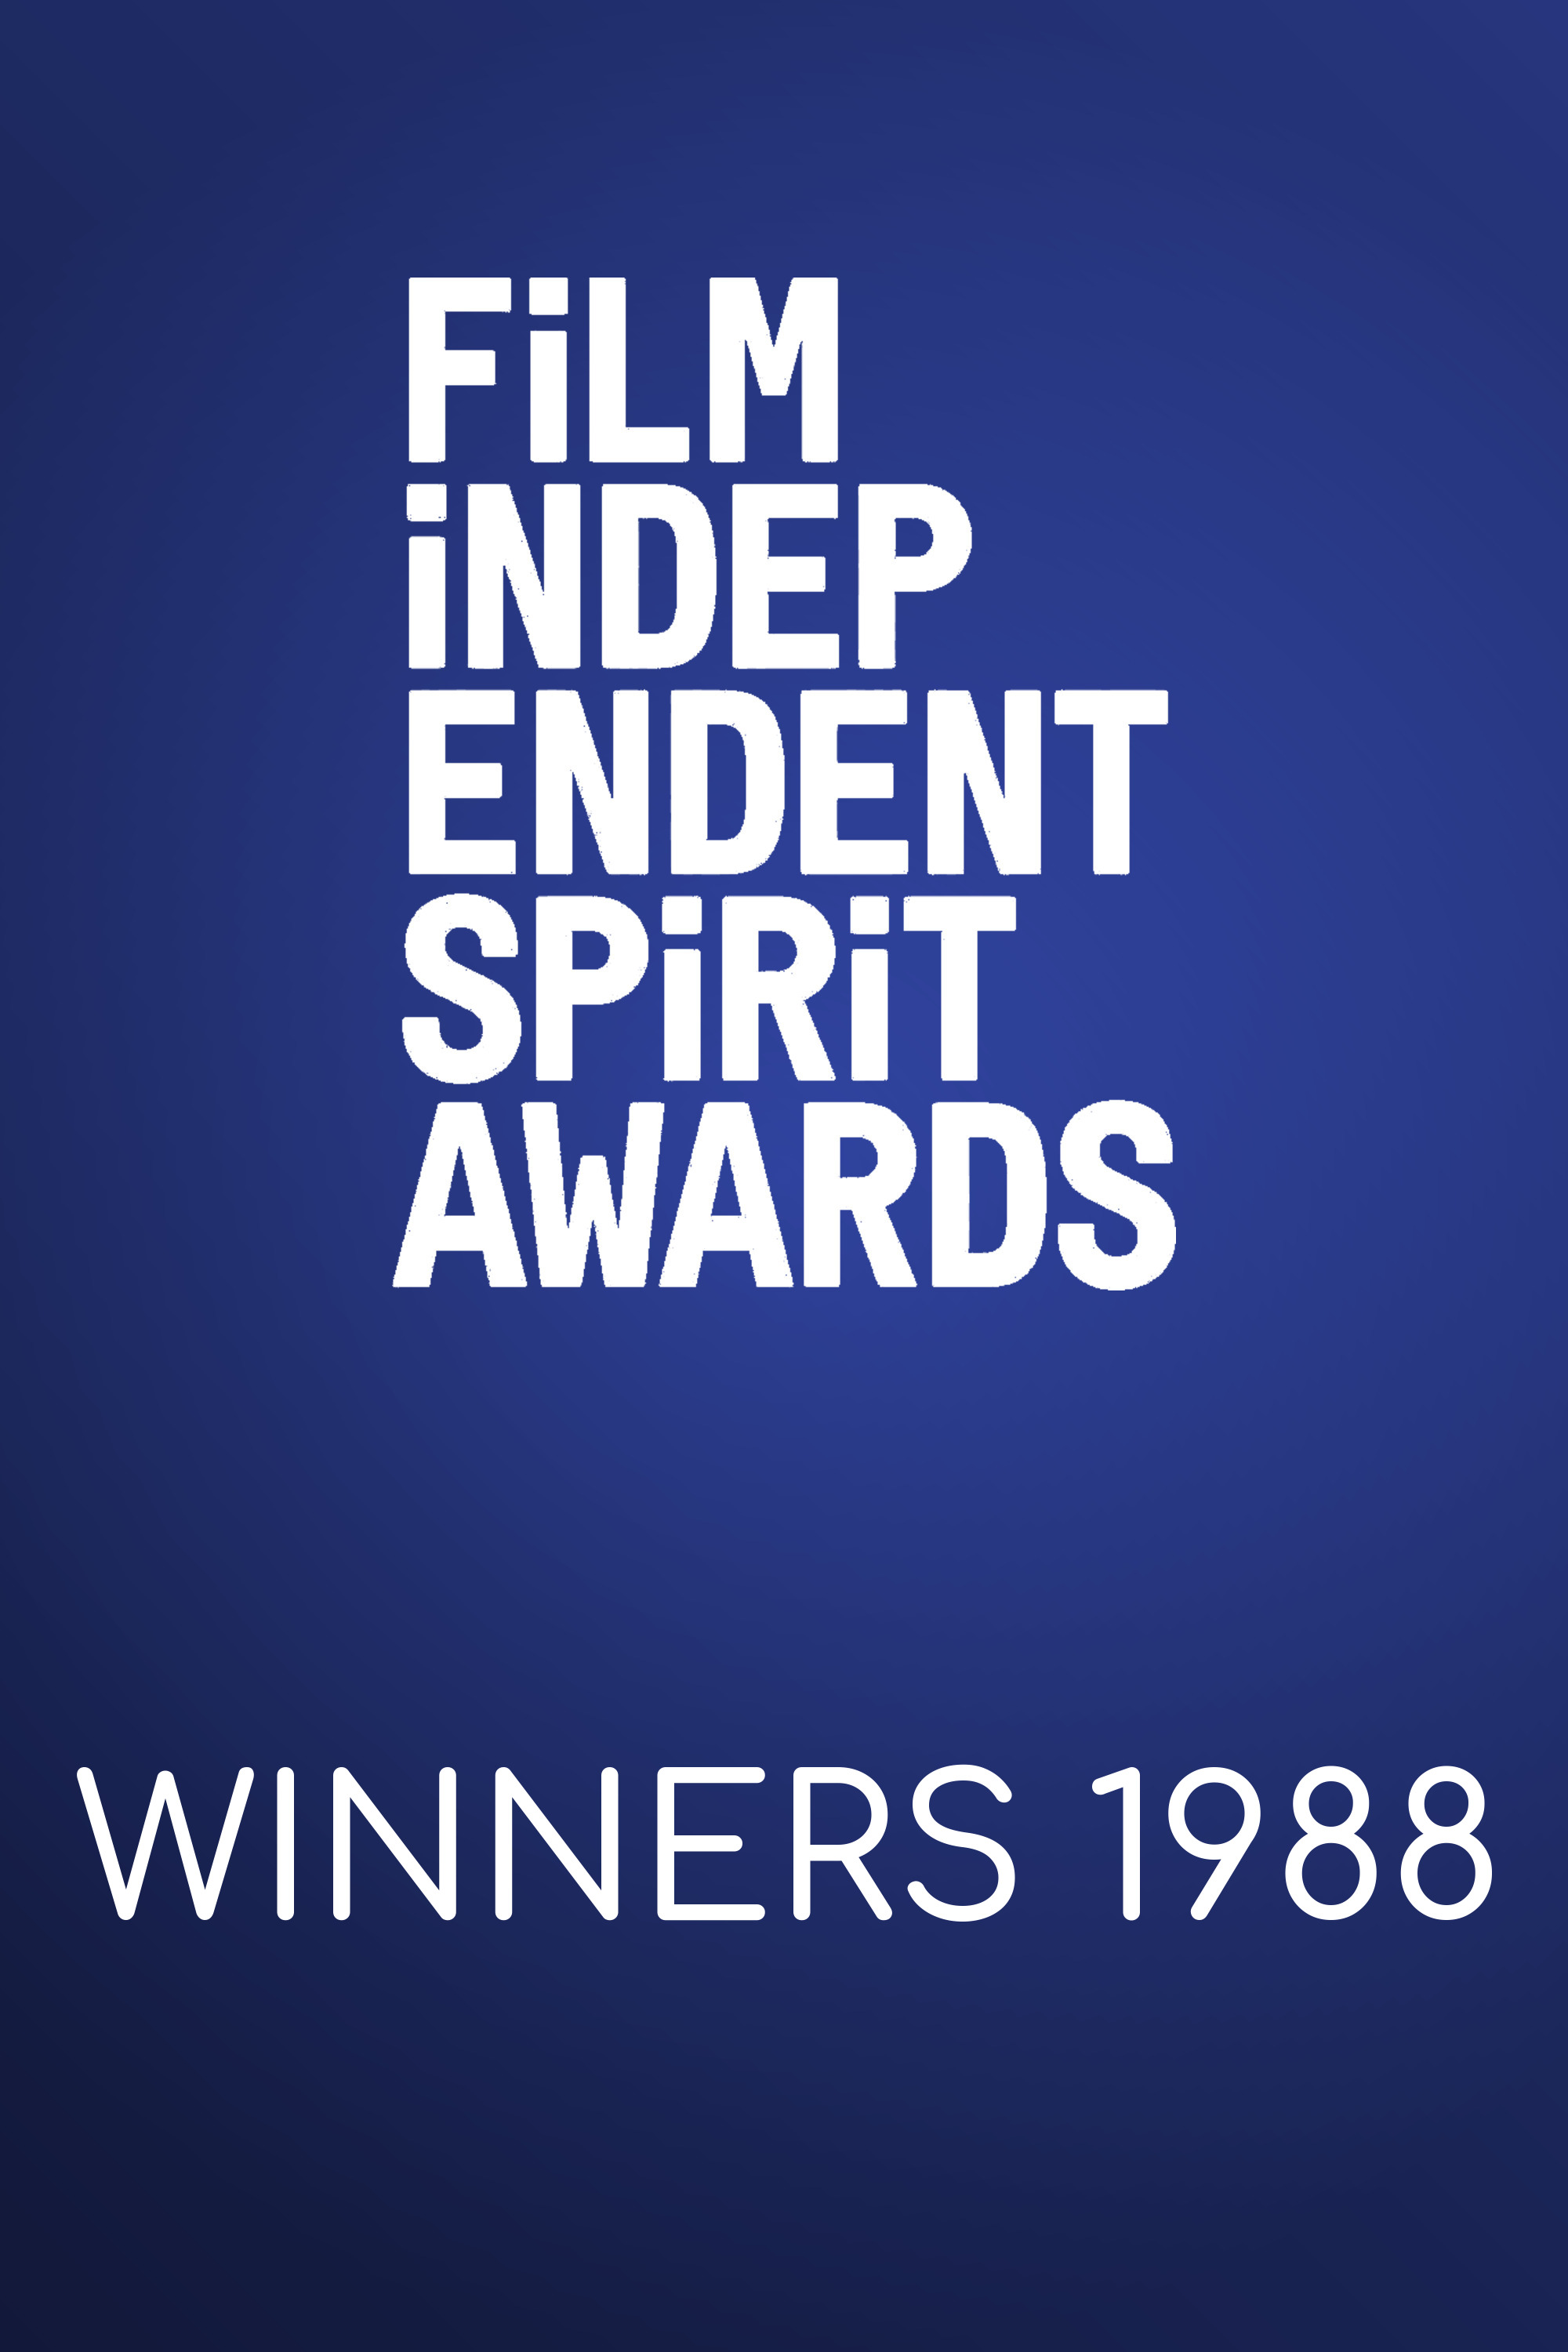 FiLM
iNDEP
ENDENT
SPiRiT
AWARDS
WINNERS 1988